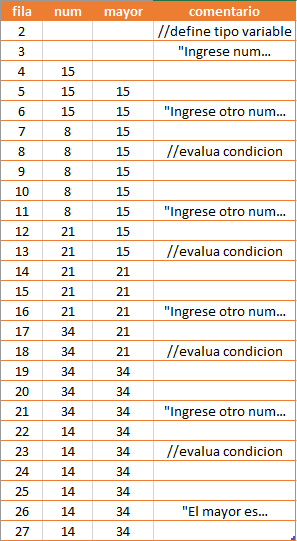 fila num mayor comentario
2 //define tipo variable
3 "Ingrese num...
4 15
5 15 15
6 15 15 "Ingrese otro num...
7 8 15
8 8 15 //evalua condicion
9 8 15
10 8 15
11 8 15 "Ingrese otro num...
12 21 15
13 21 15 //evalua condicion
14 21 21
15 21 21
16 21 21 "Ingrese otro num...
17 34 21
18 34 21 //evalua condicion
19 34 34
20 34 34
21 34 34 "Ingrese otro num...
22 14 34
23 14 34 //evalua condicion
24 14 34
25 14 34
26 14 34 "El mayor es...
27 14 34